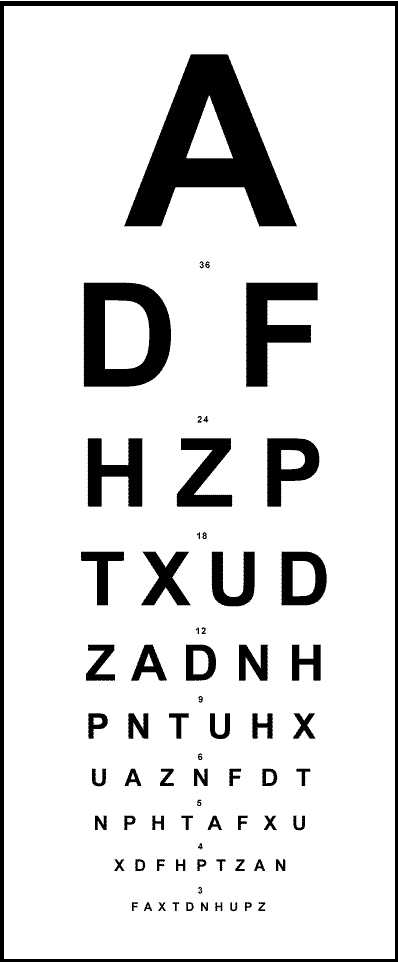 A
36
D F
24
H Z P
18
T X U D
12
Z A D N H
9
P N T U H X
6
U A Z N F D T
5
N P H T A F X U
4
X D F H P T Z A N
3
F A X T D N H U P Z